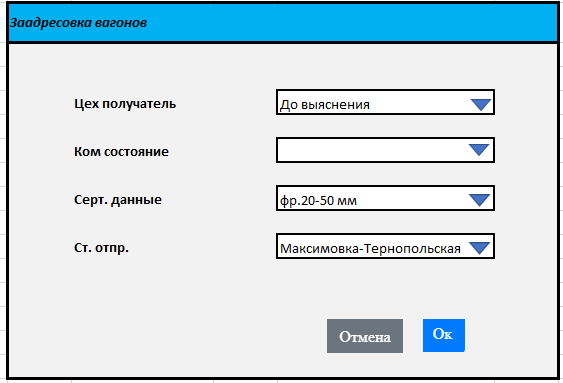 Заадресовка вагонов
Цех получатель
До выяснения
Ком состояние
Серт. данные
фр.20-50 мм
Ст. отпр.
Максимовка-Тернопольская
Отмена
Ок